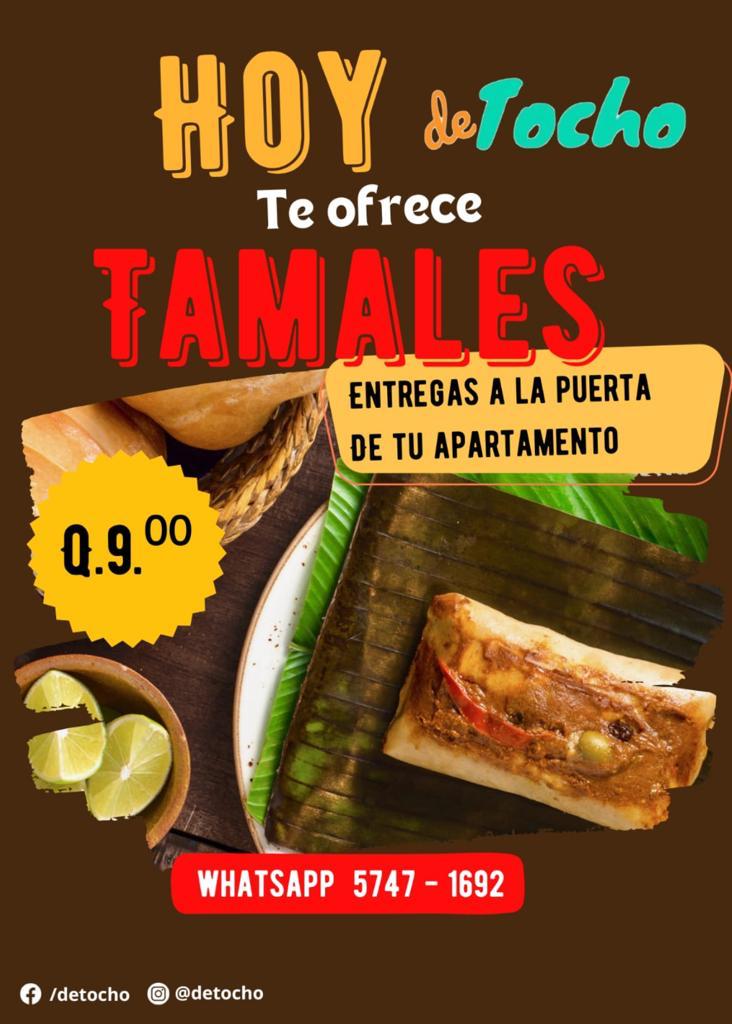 HOY deTocho
Te ofrece
TAMALES
ENTREGAS A LA PUERTA
DE TU APARTAMENTO
Q.9.00
WHATSAPP 5747 - 1692
/detocho @detocho